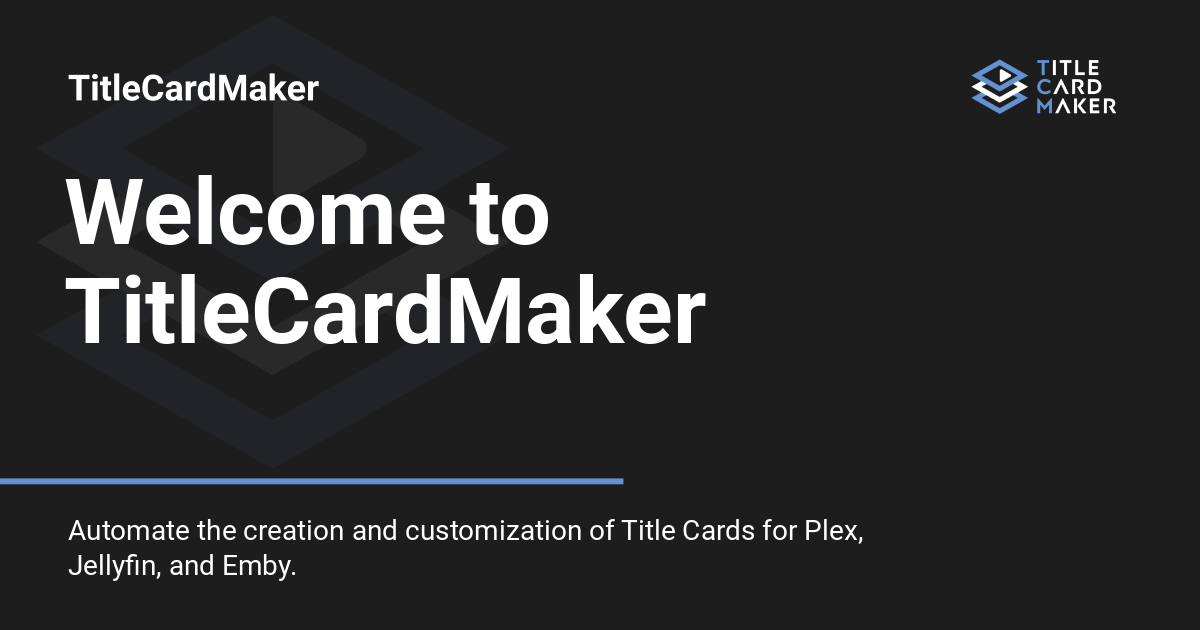 TitleCardMaker
TITLE
CARD
MAKER
Welcome to
TitleCardMaker
Automate the creation and customization of Title Cards for Plex,
Jellyfin, and Emby.